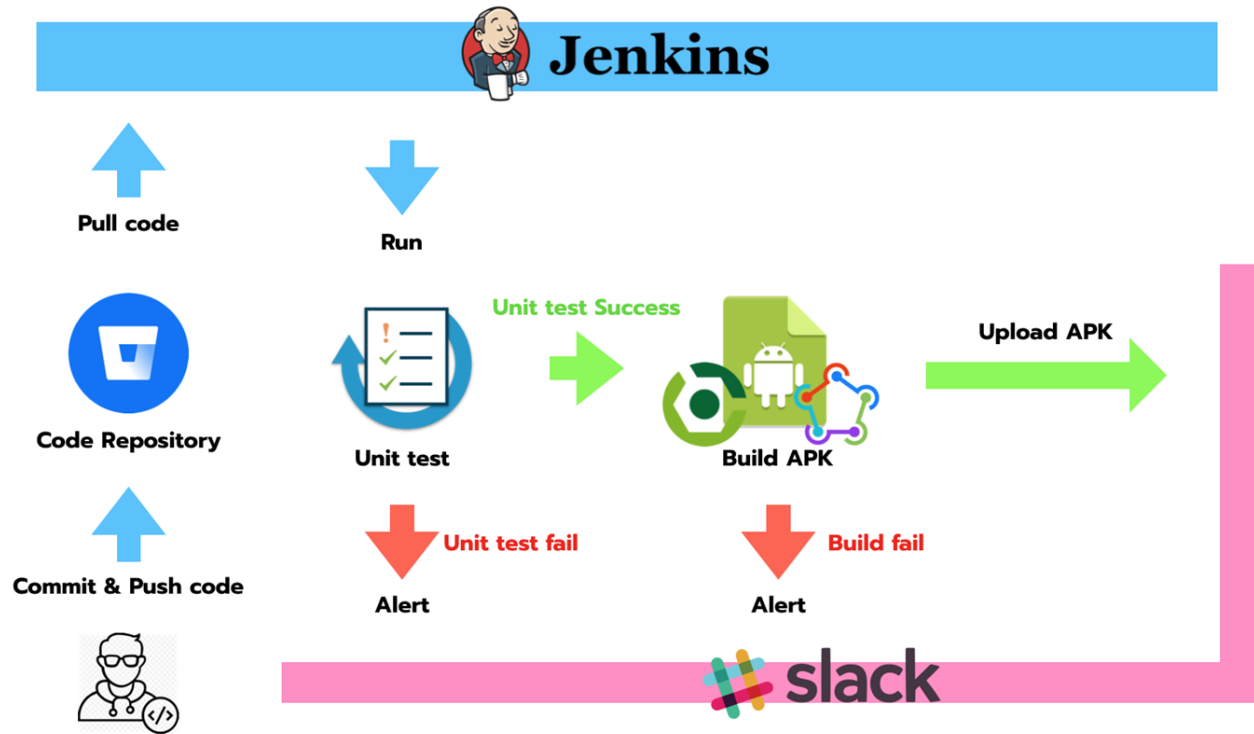 Jenkins
Pull code
Run
Unit test Success
Upload APK
Code Repository
Unit test
Build APK
Unit test fail
Build fail
Commit & Push code
Alert
Alert
slack
</>